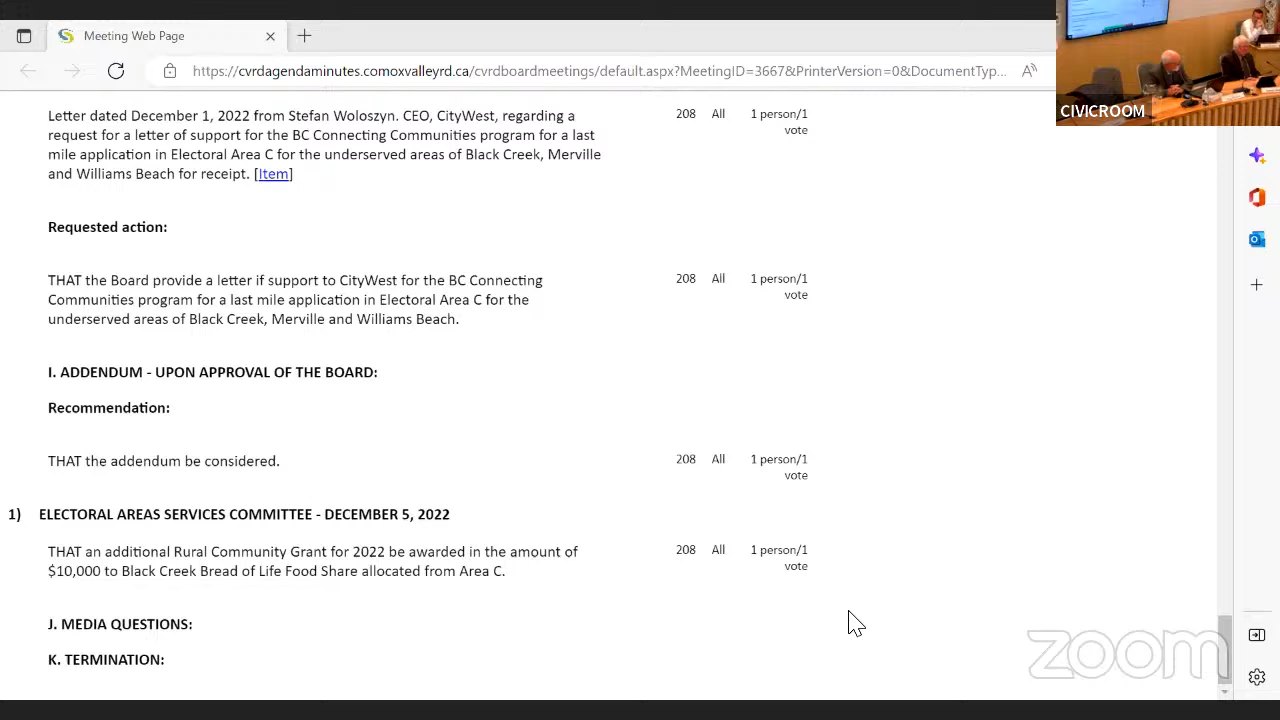 Meeting Web Page
https://cvrdagendaminutes.comoxvalleyrd.ca/cvrdboardmeetings/default.aspx?MeetingID=3667&PrinterVersion=0&DocumentTyp...
CIVICROOM
Letter dated December 1, 2022 from Stefan Woloszyn. CEO, CityWest, regarding a
request for a letter of support for the BC Connecting Communities program for a last
mile application in Electoral Area C for the underserved areas of Black Creek, Merville
and Williams Beach for receipt. [Item]
208 All 1 person/1
vote
Requested action:
THAT the Board provide a letter if support to CityWest for the BC Connecting
Communities program for a last mile application in Electoral Area C for the
underserved areas of Black Creek, Merville and Williams Beach.
208 All 1 person/1
vote
I. ADDENDUM - UPON APPROVAL OF THE BOARD:
Recommendation:
THAT the addendum be considered.
208 All 1 person/1
vote
1) ELECTORAL AREAS SERVICES COMMITTEE - DECEMBER 5, 2022
THAT an additional Rural Community Grant for 2022 be awarded in the amount of
$10,000 to Black Creek Bread of Life Food Share allocated from Area C.
208 All 1 person/1
vote
J. MEDIA QUESTIONS:
K. TERMINATION:
zoom